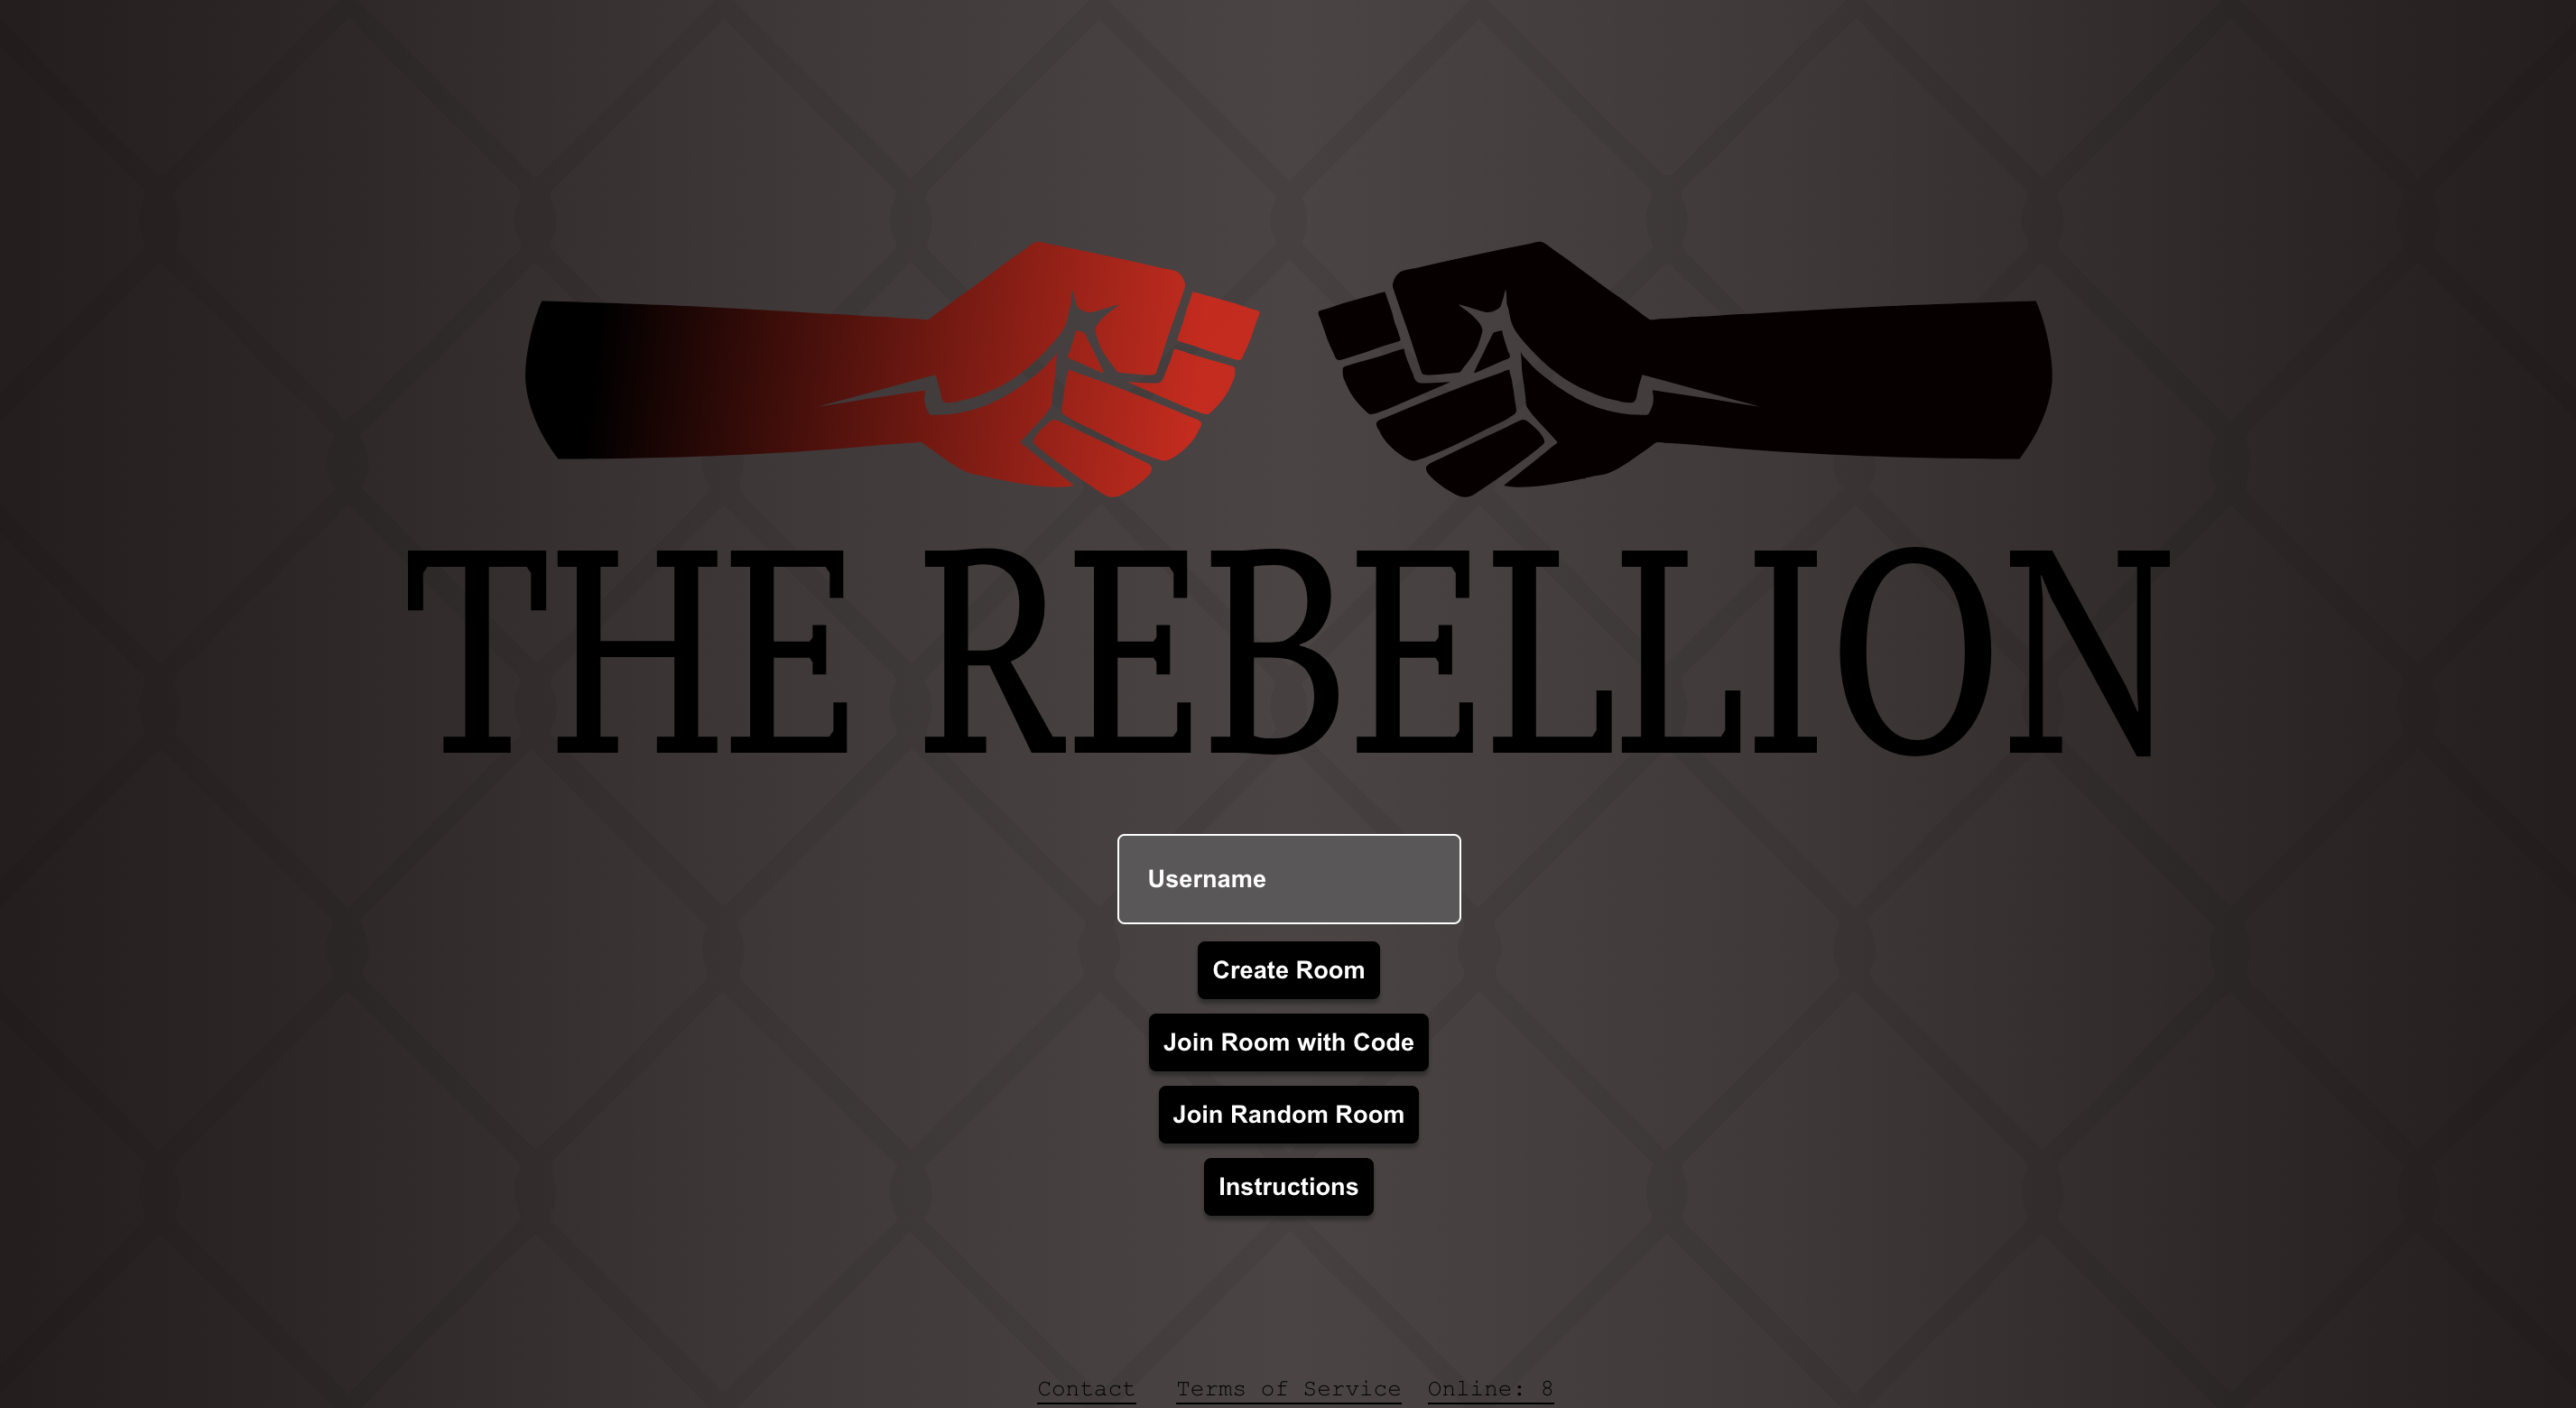 THE REBELLION
Username
Create Room
Join Room with Code
Join Random Room
Instructions
Contact Terms of Service Online: 8